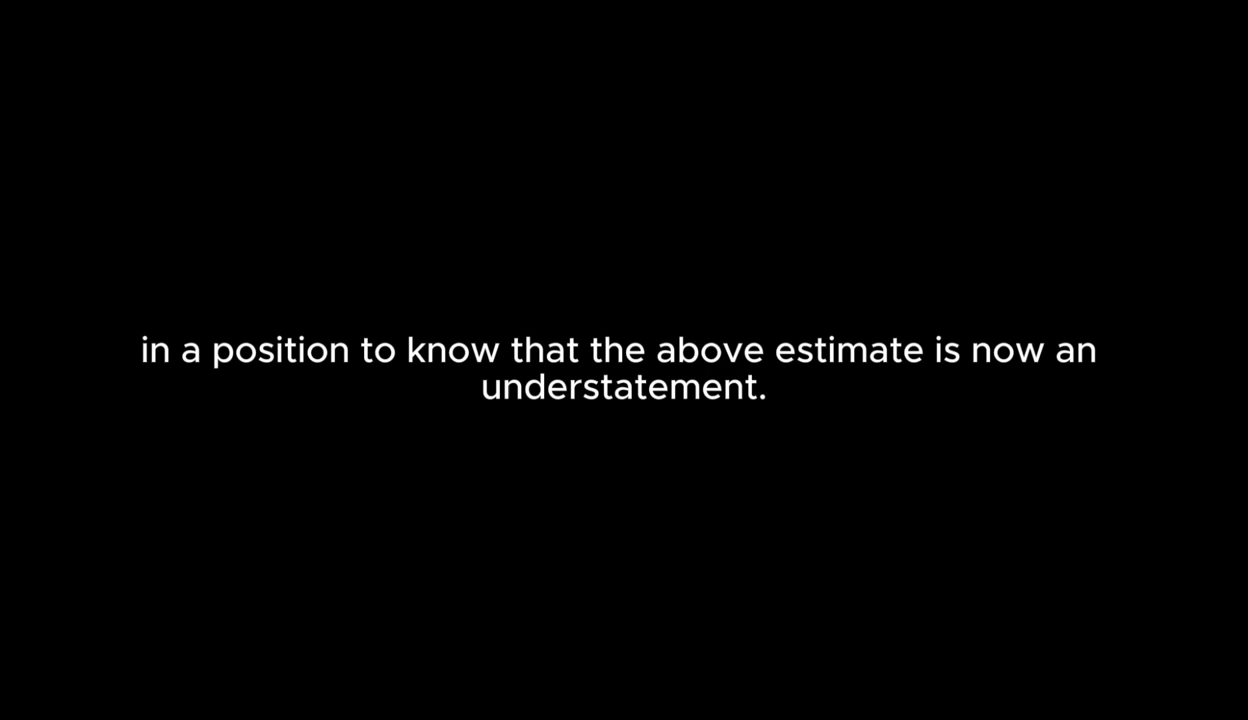 in a position to know that the above estimate is now an
understatement.